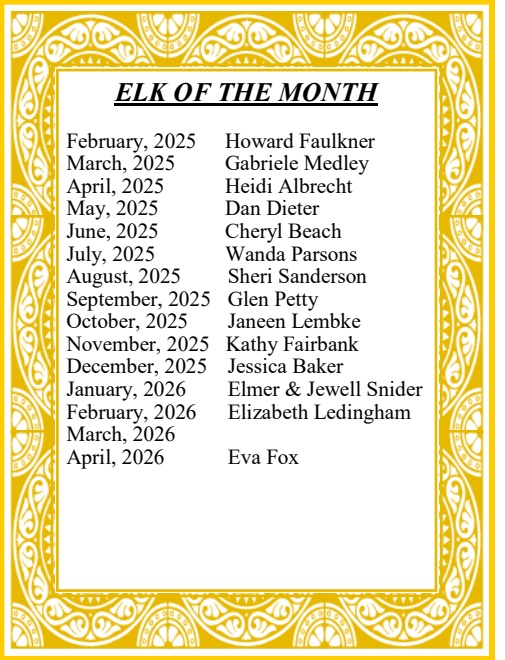 ELK OF THE MONTH
February, 2025 Howard Faulkner
March, 2025 Gabriele Medley
April, 2025 Heidi Albrecht
May, 2025 Dan Dieter
June, 2025 Cheryl Beach
July, 2025 Wanda Parsons
August, 2025 Sheri Sanderson
September, 2025 Glen Petty
October, 2025 Janeen Lembke
November, 2025 Kathy Fairbank
December, 2025 Jessica Baker
January, 2026 Elmer & Jewell Snider
February, 2026 Elizabeth Ledingham
March, 2026
April, 2026 Eva Fox